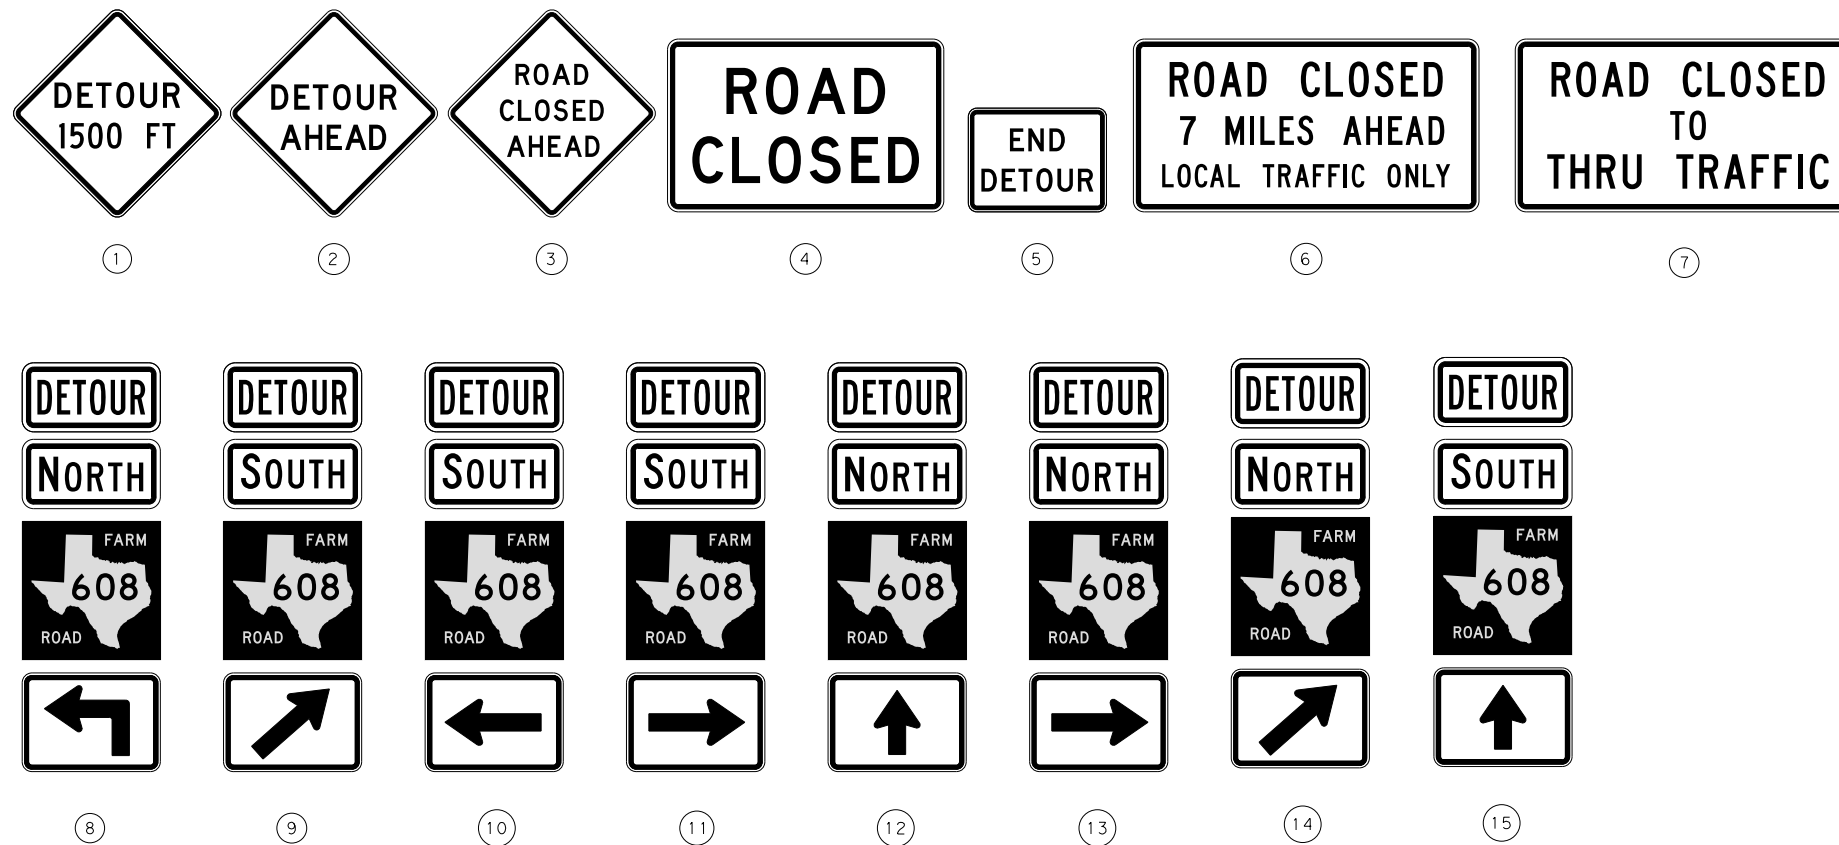 DETOUR
1500 FT
1
DETOUR
AHEAD
2
ROAD
CLOSED
AHEAD
3
ROAD
CLOSED
4
END
DETOUR
5
ROAD CLOSED
7 MILES AHEAD
LOCAL TRAFFIC ONLY
6
ROAD CLOSED
TO
THRU TRAFFIC
7
DETOUR
NORTH
FARM
608
ROAD
8
DETOUR
SOUTH
FARM
608
ROAD
9
DETOUR
SOUTH
FARM
608
ROAD
10
DETOUR
SOUTH
FARM
608
ROAD
11
DETOUR
NORTH
FARM
608
ROAD
12
DETOUR
NORTH
FARM
608
ROAD
13
DETOUR
NORTH
FARM
608
ROAD
14
DETOUR
SOUTH
FARM
608
ROAD
15